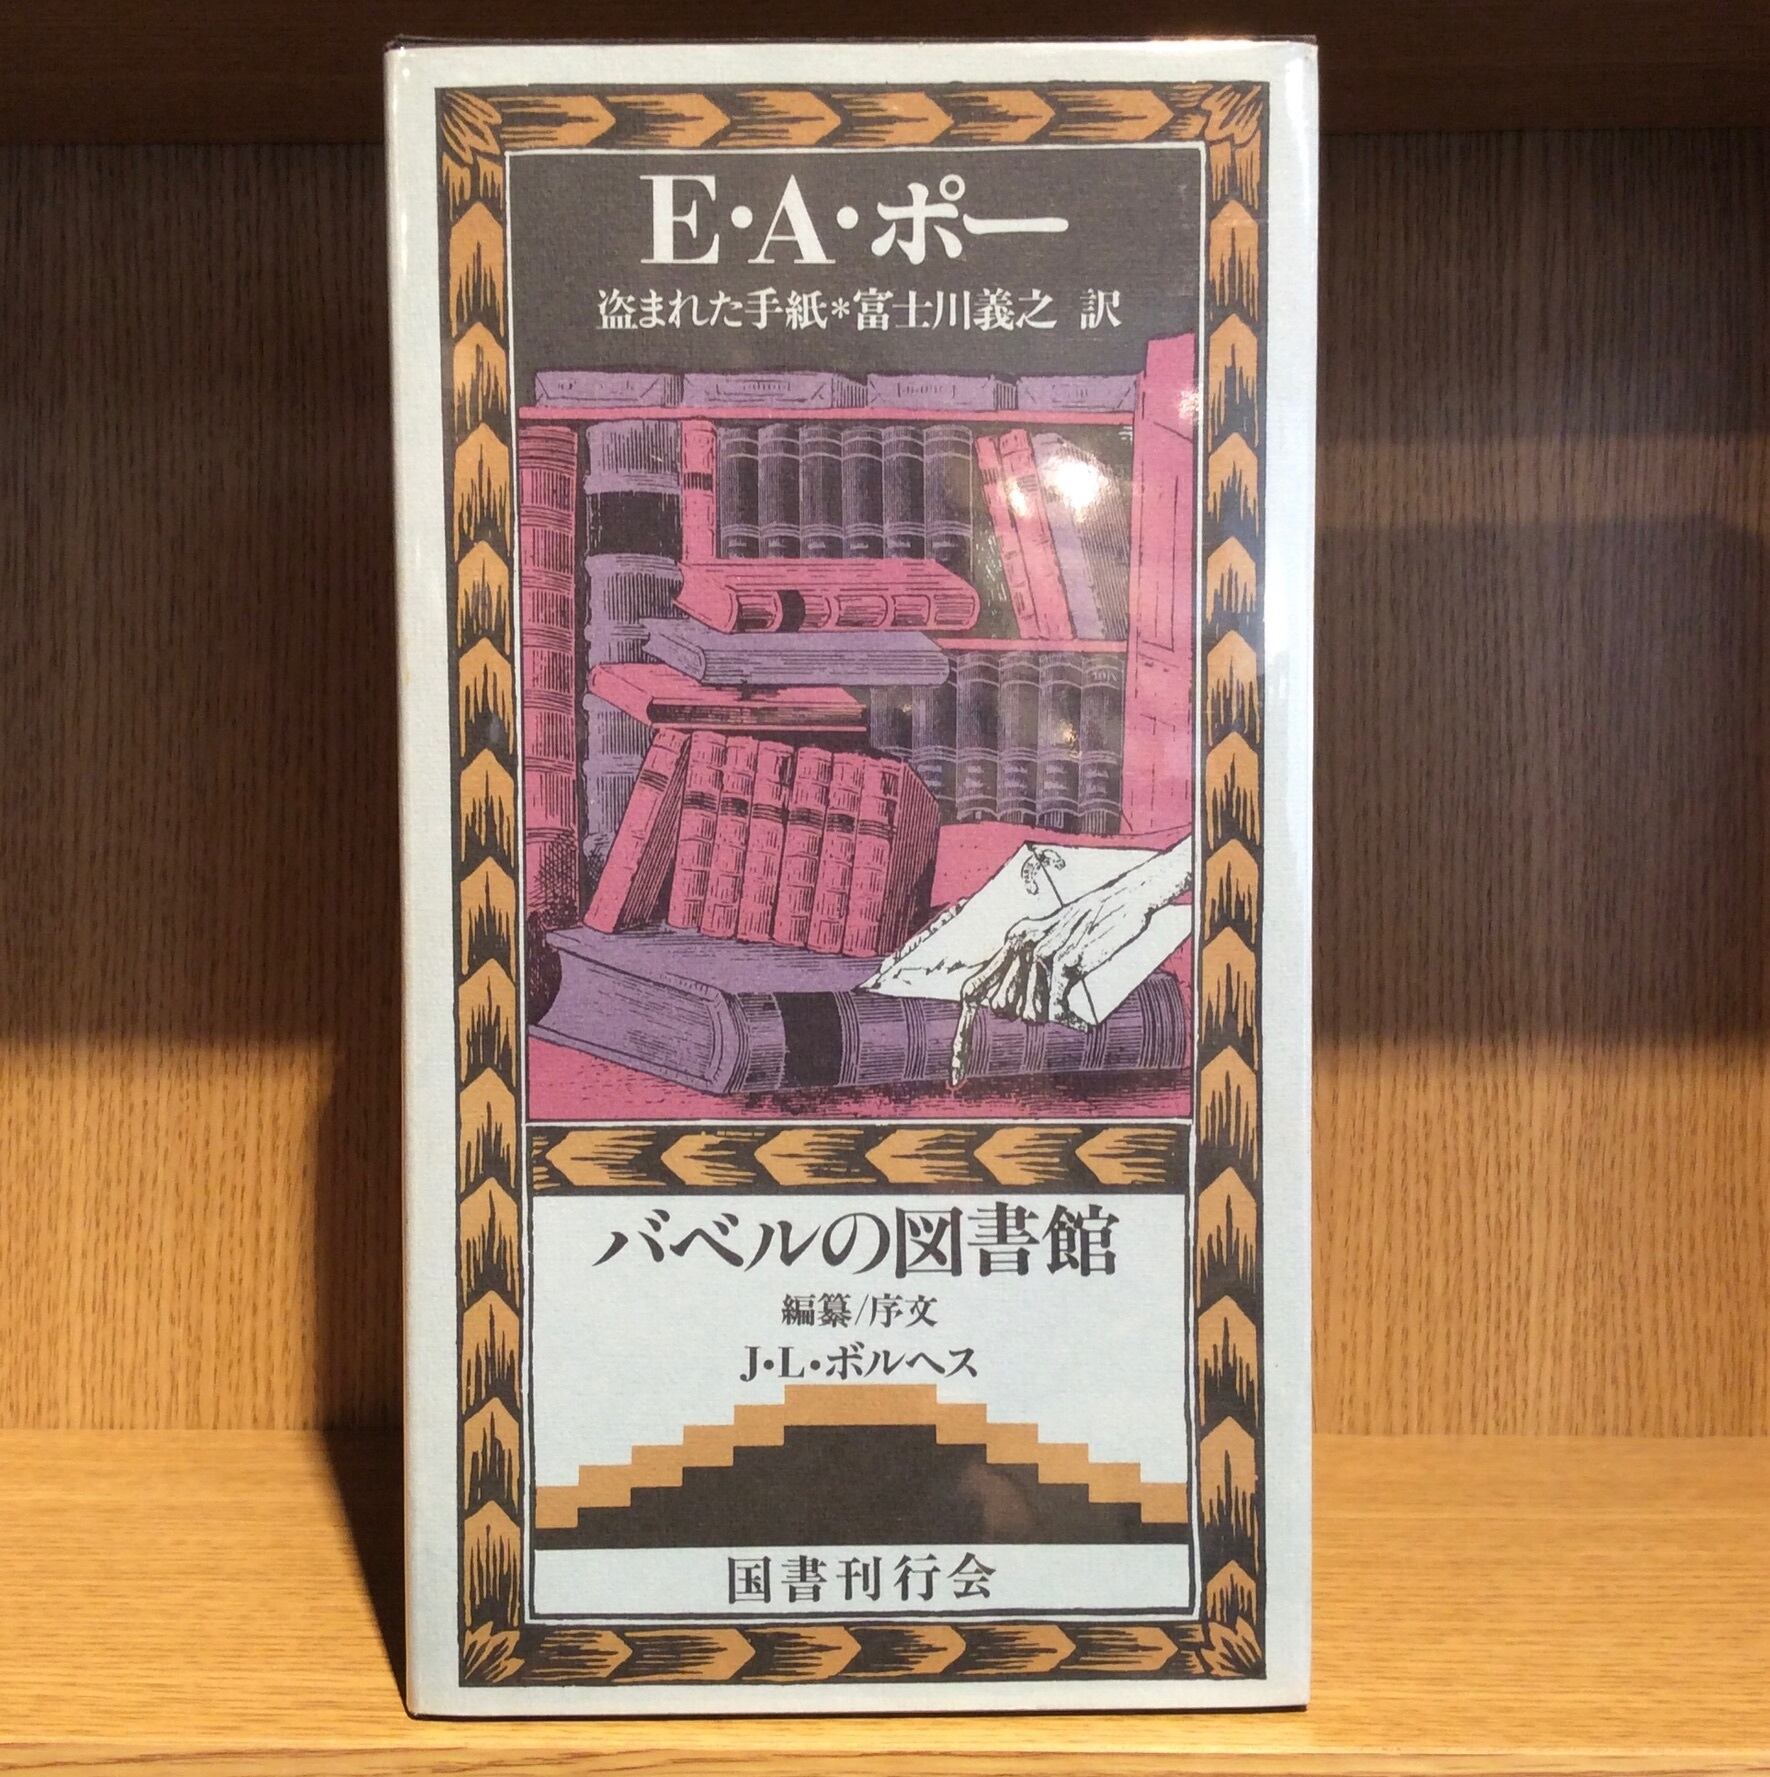 E・A・ポー
盗まれた手紙*富士川義之 訳
バベルの図書館
編纂/序文
J・L・ボルヘス
国書刊行会